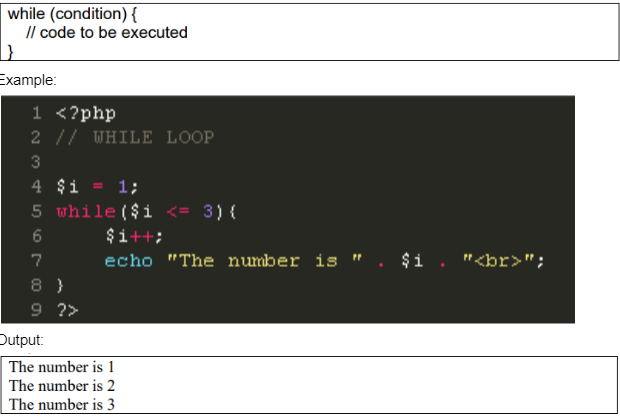 while (condition) {
// code to be executed
}
Example:
1 <?php
2 // WHILE LOOP
3
4 $i = 1;
5 while($i <= 3){
6 $i++;
7 echo "The number is " . $i . "<br>";
8 }
9 ?>
Output:
The number is 1
The number is 2
The number is 3